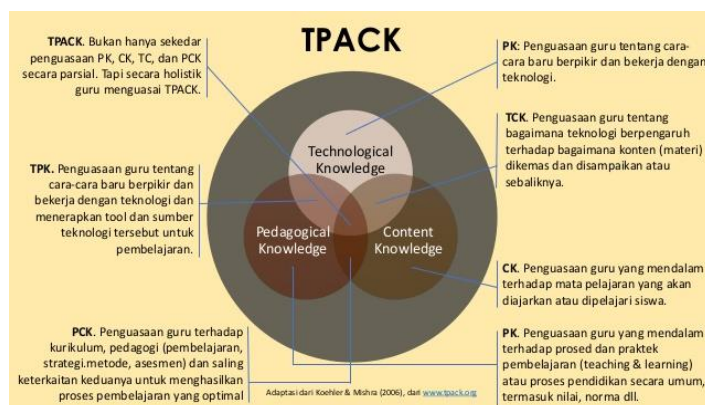 TPACK
TPACK. Bukan hanya sekedar
penguasaan PK, CK, TC, dan PCK
secara parsial. Tapi secara holistik
guru menguasai TPACK.
TPK. Penguasaan guru tentang
cara-cara baru berpikir dan
bekerja dengan teknologi dan
menerapkan tool dan sumber
teknologi tersebut untuk
pembelajaran.
PCK. Penguasaan guru terhadap
kurikulum, pedagogi (pembelajaran,
strategi.metode, asesmen) dan saling
keterkaitan keduanya untuk menghasilkan
proses pembelajaran yang optimal
Technological
Knowledge
Pedagogical
Knowledge
Content
Knowledge
PK: Penguasaan guru tentang cara-
cara baru berpikir dan bekerja dengan
teknologi.
TCK. Penguasaan guru tentang
bagaimana teknologi berpengaruh
terhadap bagaimana konten (materi)
dikemas dan disampaikan atau
sebaliknya.
CK. Penguasaan guru yang mendalam
terhadap mata pelajaran yang akan
diajarkan atau dipelajari siswa.
PK. Penguasaan guru yang mendalam
terhadap prosed dan praktek
pembelajaran (teaching & learning)
atau proses pendidikan secara umum,
termasuk nilai, norma dll.
Adaptasi dari Koehler & Mishra (2006), dari www.tpack.org